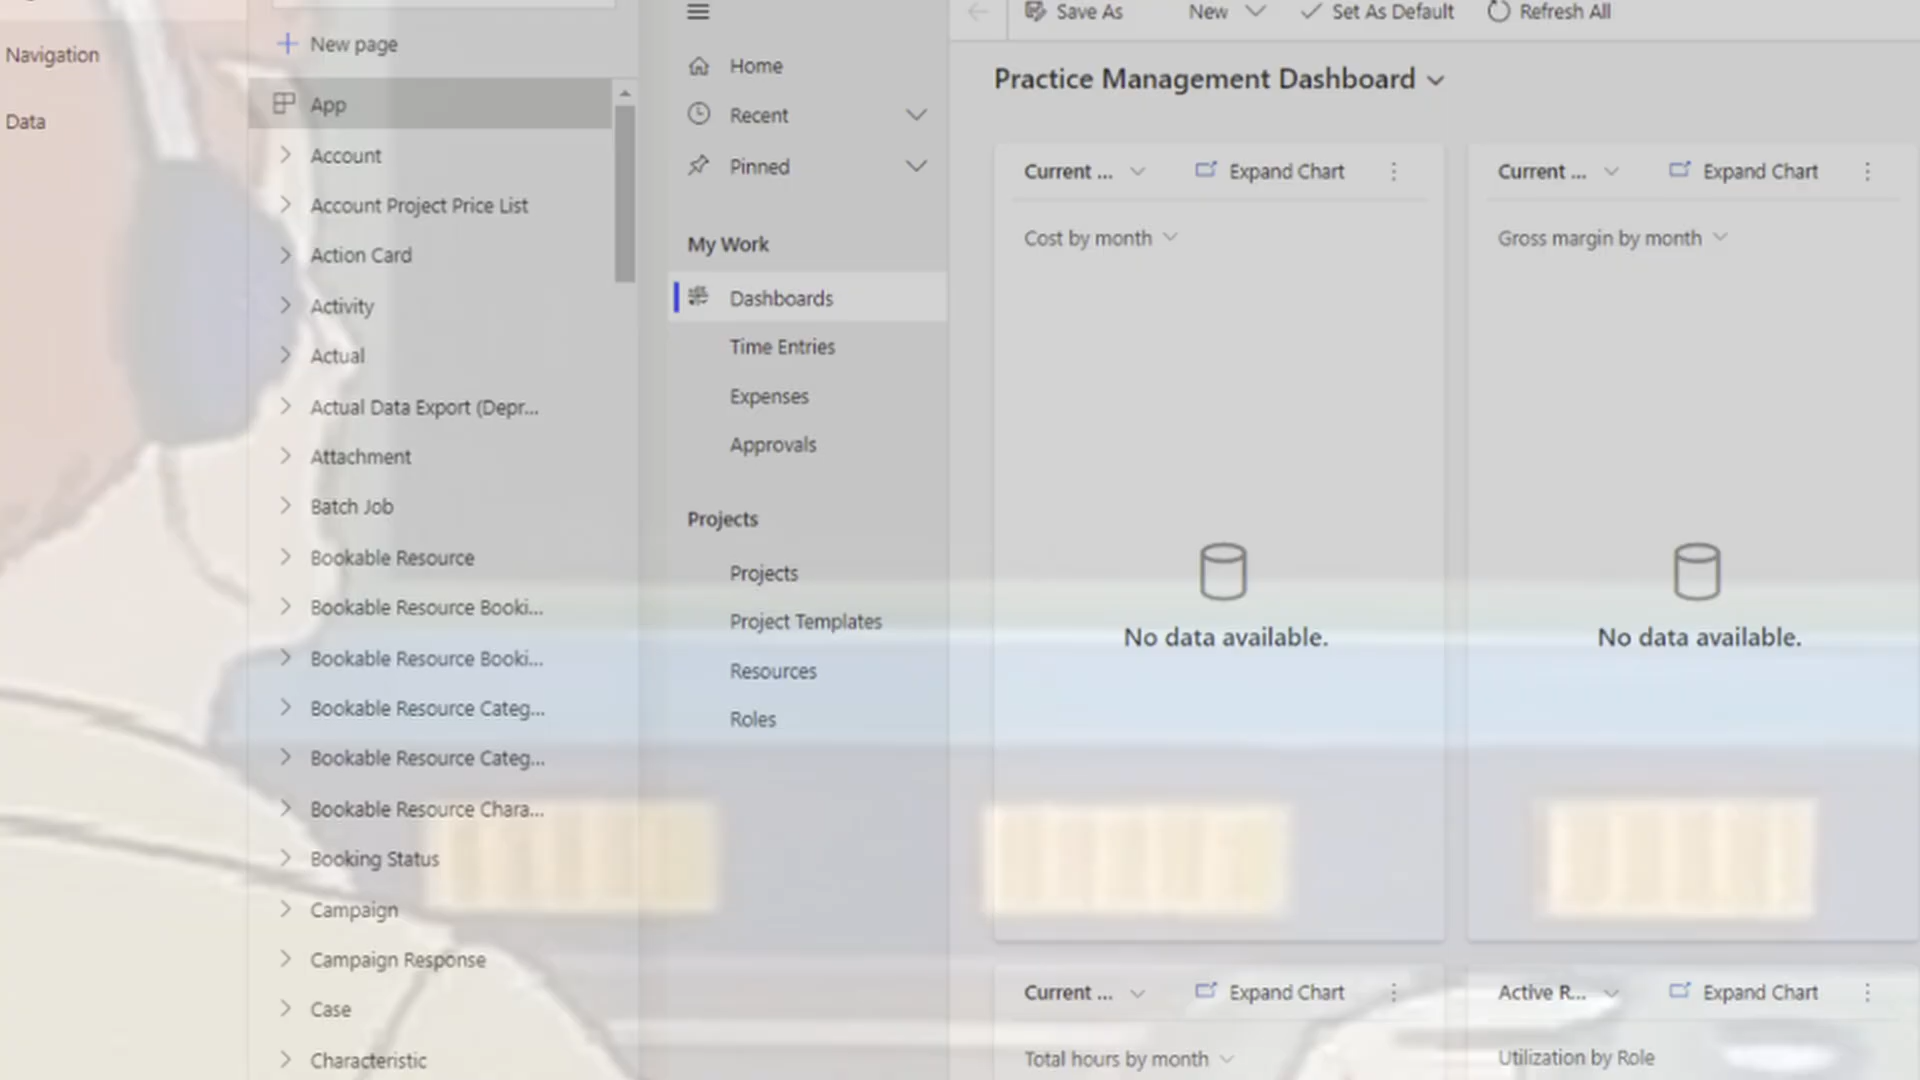 Navigation
Data
New page
App
Account
Account Project Price List
Action Card
Activity
Actual
Actual Data Export (Depr...
Attachment
Batch Job
Bookable Resource
Bookable Resource Booki...
Bookable Resource Booki...
Bookable Resource Categ...
Bookable Resource Categ...
Bookable Resource Chara...
Booking Status
Campaign
Campaign Response
Case
Characteristic
Home
Recent
Pinned
My Work
Dashboards
Time Entries
Expenses
Approvals
Projects
Projects
Project Templates
Resources
Roles
Save As
New
Set As Default
Refresh All
Practice Management Dashboard
Current ...
Expand Chart
Cost by month
No data available.
Current ...
Expand Chart
Gross margin by month
No data available.
Current ...
Expand Chart
Total hours by month
Active R...
Expand Chart
Utilization by Role